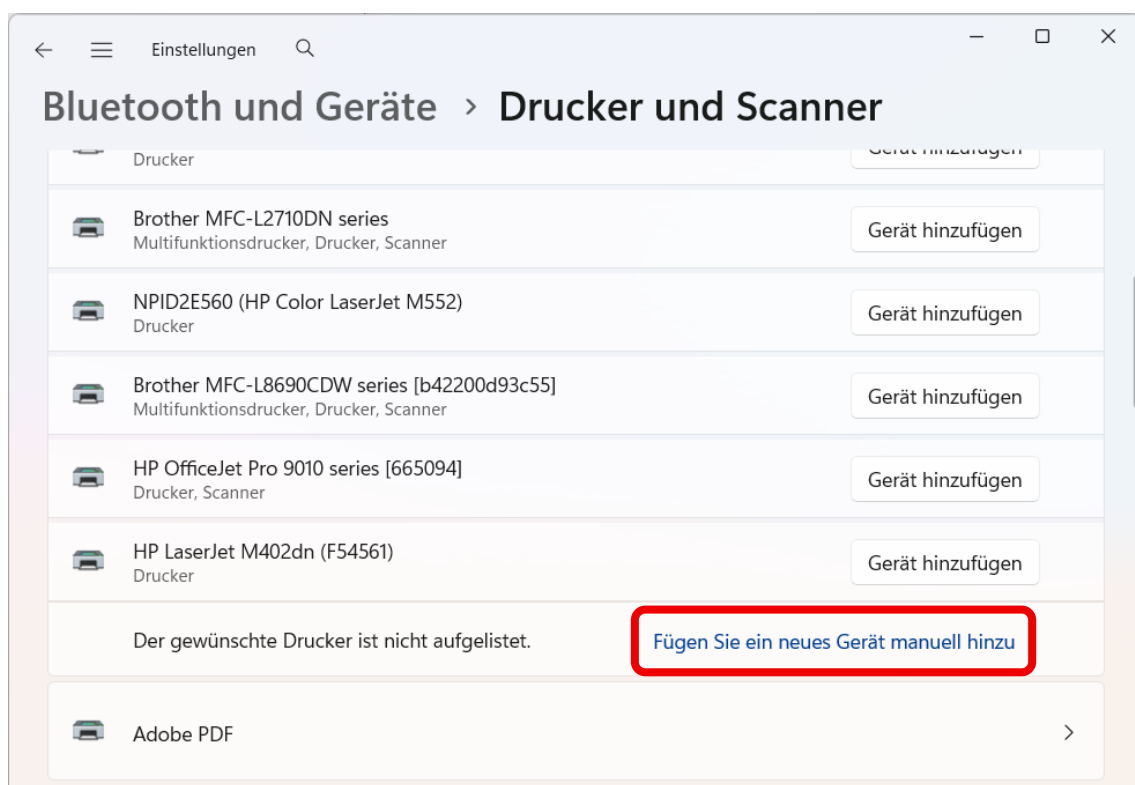 Einstellungen
Bluetooth und Geräte > Drucker und Scanner
Drucker
Gerät hinzufügen
Brother MFC-L2710DN series
Multifunktionsdrucker, Drucker, Scanner
Gerät hinzufügen
NPID2E560 (HP Color LaserJet M552)
Drucker
Gerät hinzufügen
Brother MFC-L8690CDW series [b42200d93c55]
Multifunktionsdrucker, Drucker, Scanner
Gerät hinzufügen
HP OfficeJet Pro 9010 series [665094]
Drucker, Scanner
Gerät hinzufügen
HP LaserJet M402dn (F54561)
Drucker
Gerät hinzufügen
Der gewünschte Drucker ist nicht aufgelistet.
Fügen Sie ein neues Gerät manuell hinzu
Adobe PDF